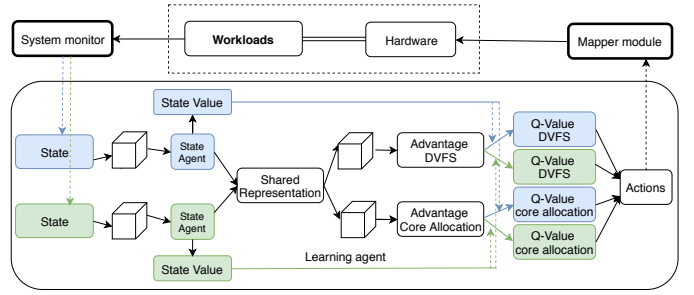 System monitor
Workloads
Hardware
Mapper module
State Value
State
State
Agent
Shared
Representation
Advantage
DVFS
Q-Value
DVFS
Q-Value
DVFS
Actions
State
State
Agent
Advantage
Core Allocation
Q-Value
core allocation
Q-Value
core allocation
State Value
Learning agent